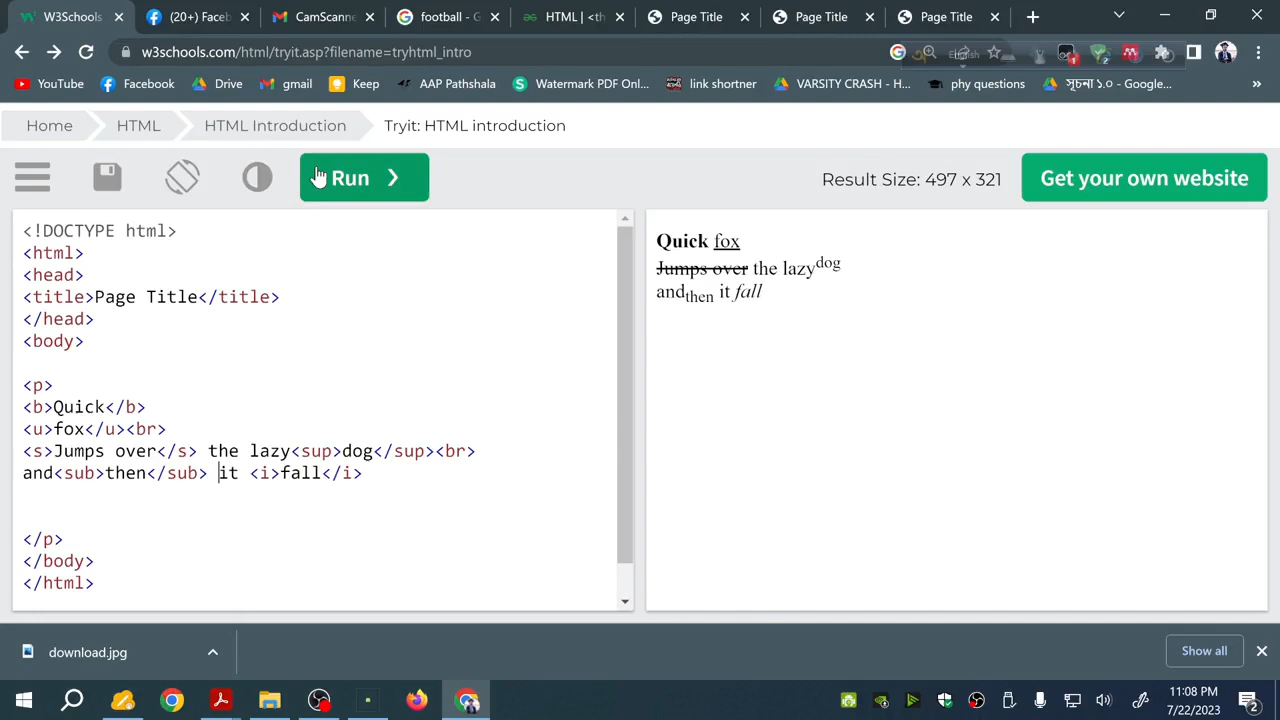 W3Schools
(20+) Faceb
CamScanne
football - G
HTML | <th
Page Title
Page Title
Page Title
w3schools.com/html/tryit.asp?filename=tryhtml_intro
YouTube
Facebook
Drive
gmail
Keep
AAP Pathshala
Watermark PDF Onl...
link shortner
VARSITY CRASH - H...
phy questions
সূচনা ১.০ - Google...
Home
HTML
HTML Introduction
Tryit: HTML introduction
Run ❯
Result Size: 497 x 321
Get your own website
<!DOCTYPE html>
<html>
<head>
<title>Page Title</title>
</head>
<body>
<p>
<b>Quick</b>
<u>fox</u><br>
<s>Jumps over</s> the lazy<sup>dog</sup><br>
and<sub>then</sub> it <i>fall</i>
</p>
</body>
</html>
Quick fox
Jumps over the lazydog
andthen it fall
download.jpg
Show all
11:08 PM
7/22/2023
2